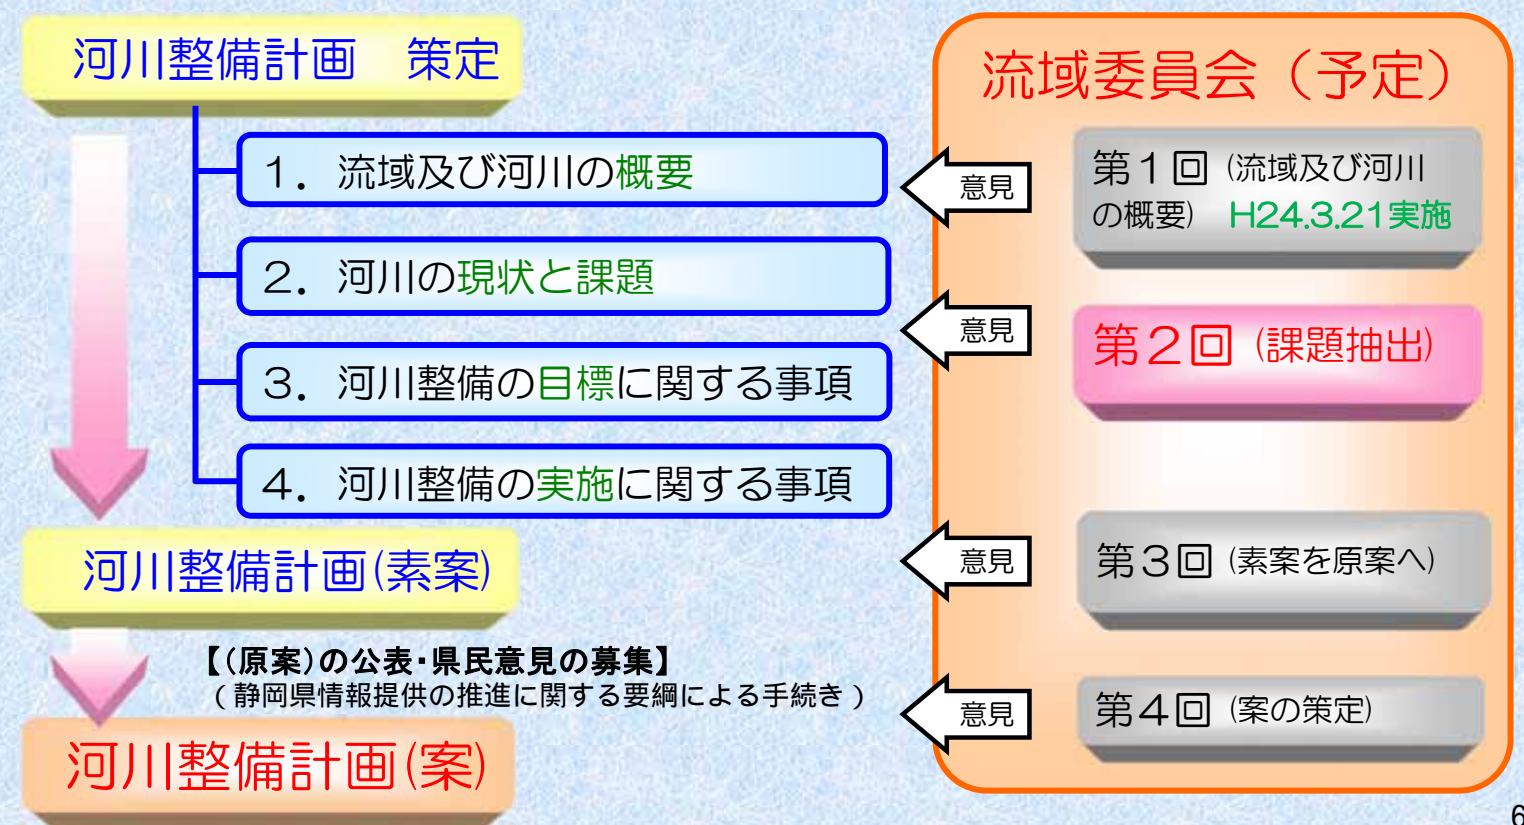 河川整備計画　策定
1．流域及び河川の概要
2．河川の現状と課題
3．河川整備の目標に関する事項
4．河川整備の実施に関する事項
河川整備計画(素案)
【(原案)の公表・県民意見の募集】
（静岡県情報提供の推進に関する要綱による手続き）
河川整備計画(案)
意見
意見
意見
意見
流域委員会（予定）
第1回 (流域及び河川
の概要)　H24.3.21実施
第2回 (課題抽出)
第3回 (素案を原案へ)
第4回 (案の策定)
6